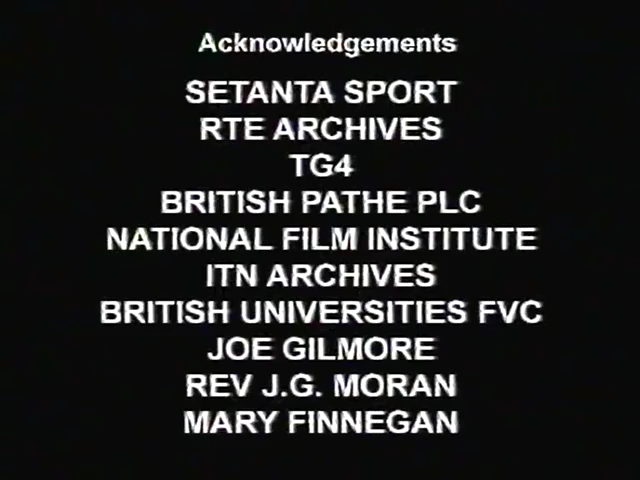 Acknowledgements
SETANTA SPORT
RTE ARCHIVES
TG4
BRITISH PATHE PLC
NATIONAL FILM INSTITUTE
ITN ARCHIVES
BRITISH UNIVERSITIES FVC
JOE GILMORE
REV J.G. MORAN
MARY FINNEGAN